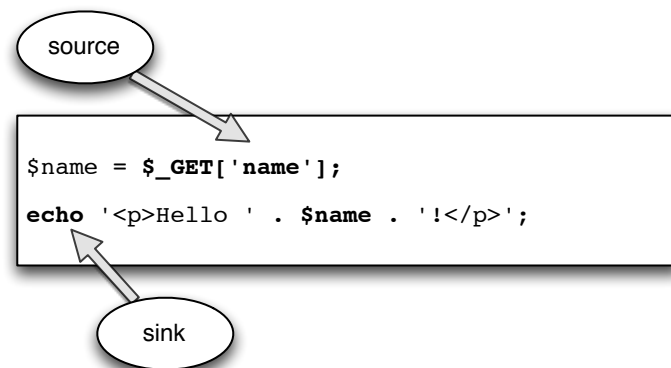 source
$name = $_GET['name'];
echo '<p>Hello ' . $name . '!</p>';
sink